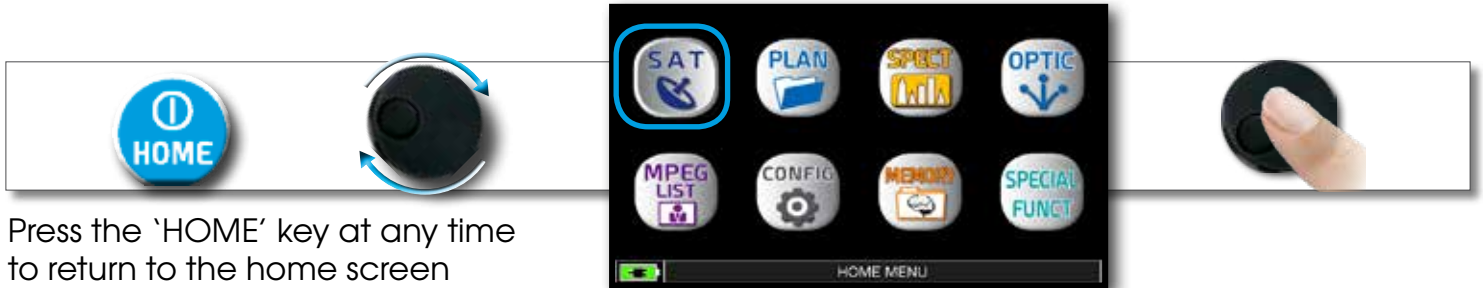 HOME
Press the ‘HOME’ key at any time
to return to the home screen
SAT
PLAN
SPECT
OPTIC
MPEG
LIST
CONFIG
MEMORY
SPECIAL
FUNCT
HOME MENU